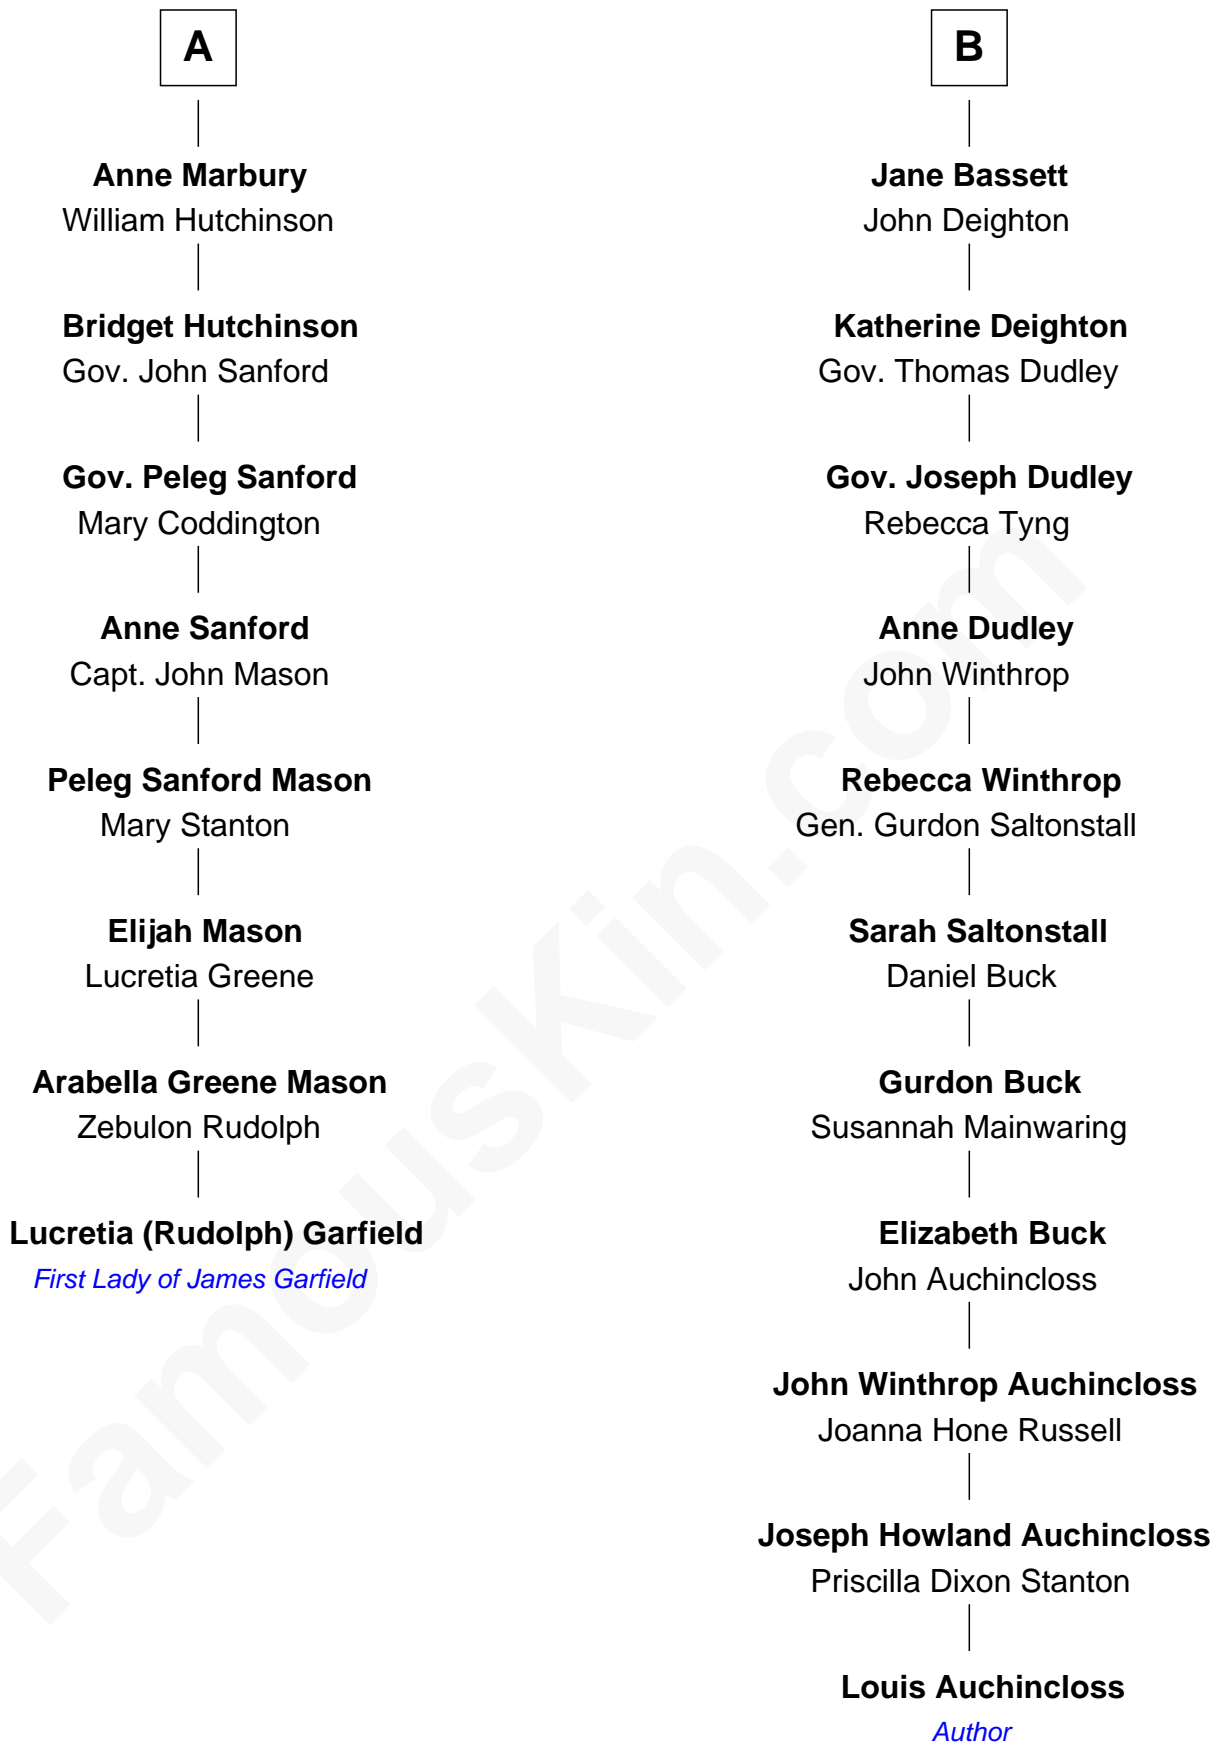 A
Anne Marbury
William Hutchinson
Bridget Hutchinson
Gov. John Sanford
Gov. Peleg Sanford
Mary Coddington
Anne Sanford
Capt. John Mason
Peleg Sanford Mason
Mary Stanton
Elijah Mason
Lucretia Greene
Arabella Greene Mason
Zebulon Rudolph
Lucretia (Rudolph) Garfield
First Lady of James Garfield
B
Jane Bassett
John Deighton
Katherine Deighton
Gov. Thomas Dudley
Gov. Joseph Dudley
Rebecca Tyng
Anne Dudley
John Winthrop
Rebecca Winthrop
Gen. Gurdon Saltonstall
Sarah Saltonstall
Daniel Buck
Gurdon Buck
Susannah Mainwaring
Elizabeth Buck
John Auchincloss
John Winthrop Auchincloss
Joanna Hone Russell
Joseph Howland Auchincloss
Priscilla Dixon Stanton
Louis Auchincloss
Author
FamousKin.com